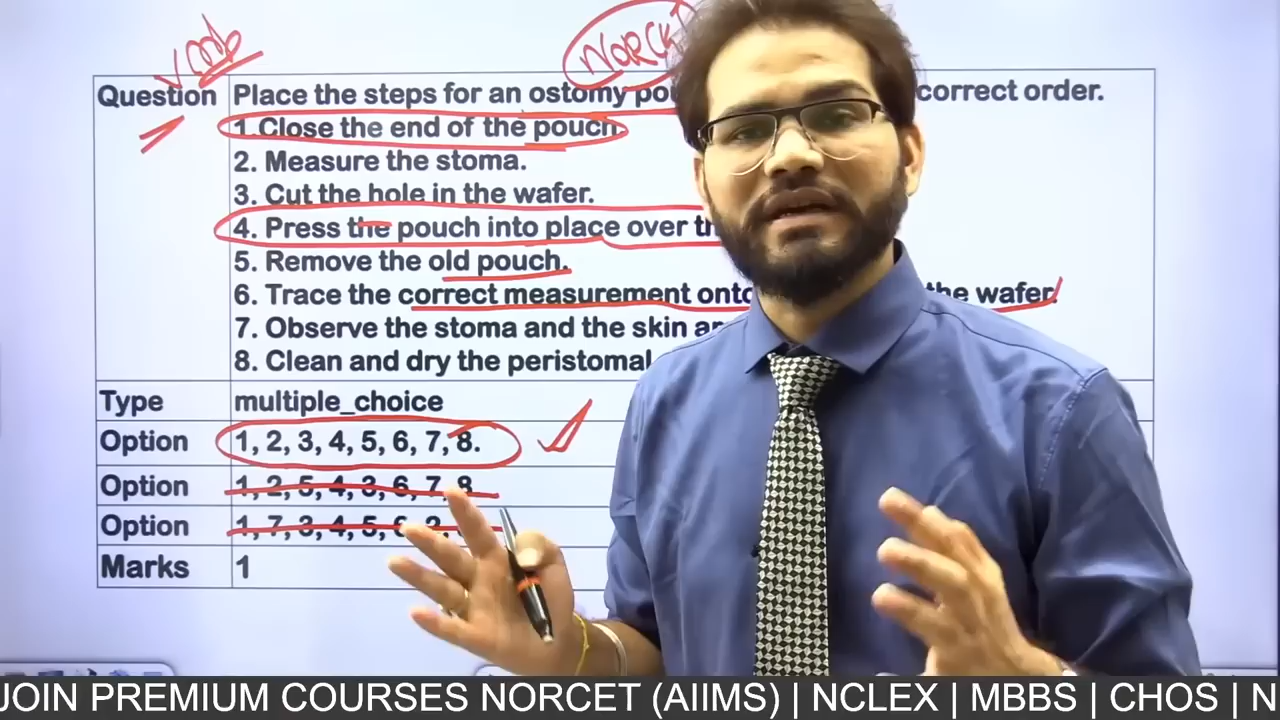 vcop
NORCE
Question Place the steps for an ostomy pou correct order.
1.Close the end of the pouch
2. Measure the stoma.
3. Cut the hole in the wafer.
4. Press the pouch into place over th
5. Remove the old pouch.
6. Trace the correct measurement onto the wafer.
7. Observe the stoma and the skin ar
8. Clean and dry the peristomal
Type multiple_choice
Option 1, 2, 3, 4, 5, 6, 7, 8.
Option 1, 2, 5, 4, 3, 6, 7, 8
Option 1, 7, 3, 4, 5, 6, 2,
Marks 1
JOIN PREMIUM COURSES NORCET (AIIMS) | NCLEX | MBBS | CHOS | N